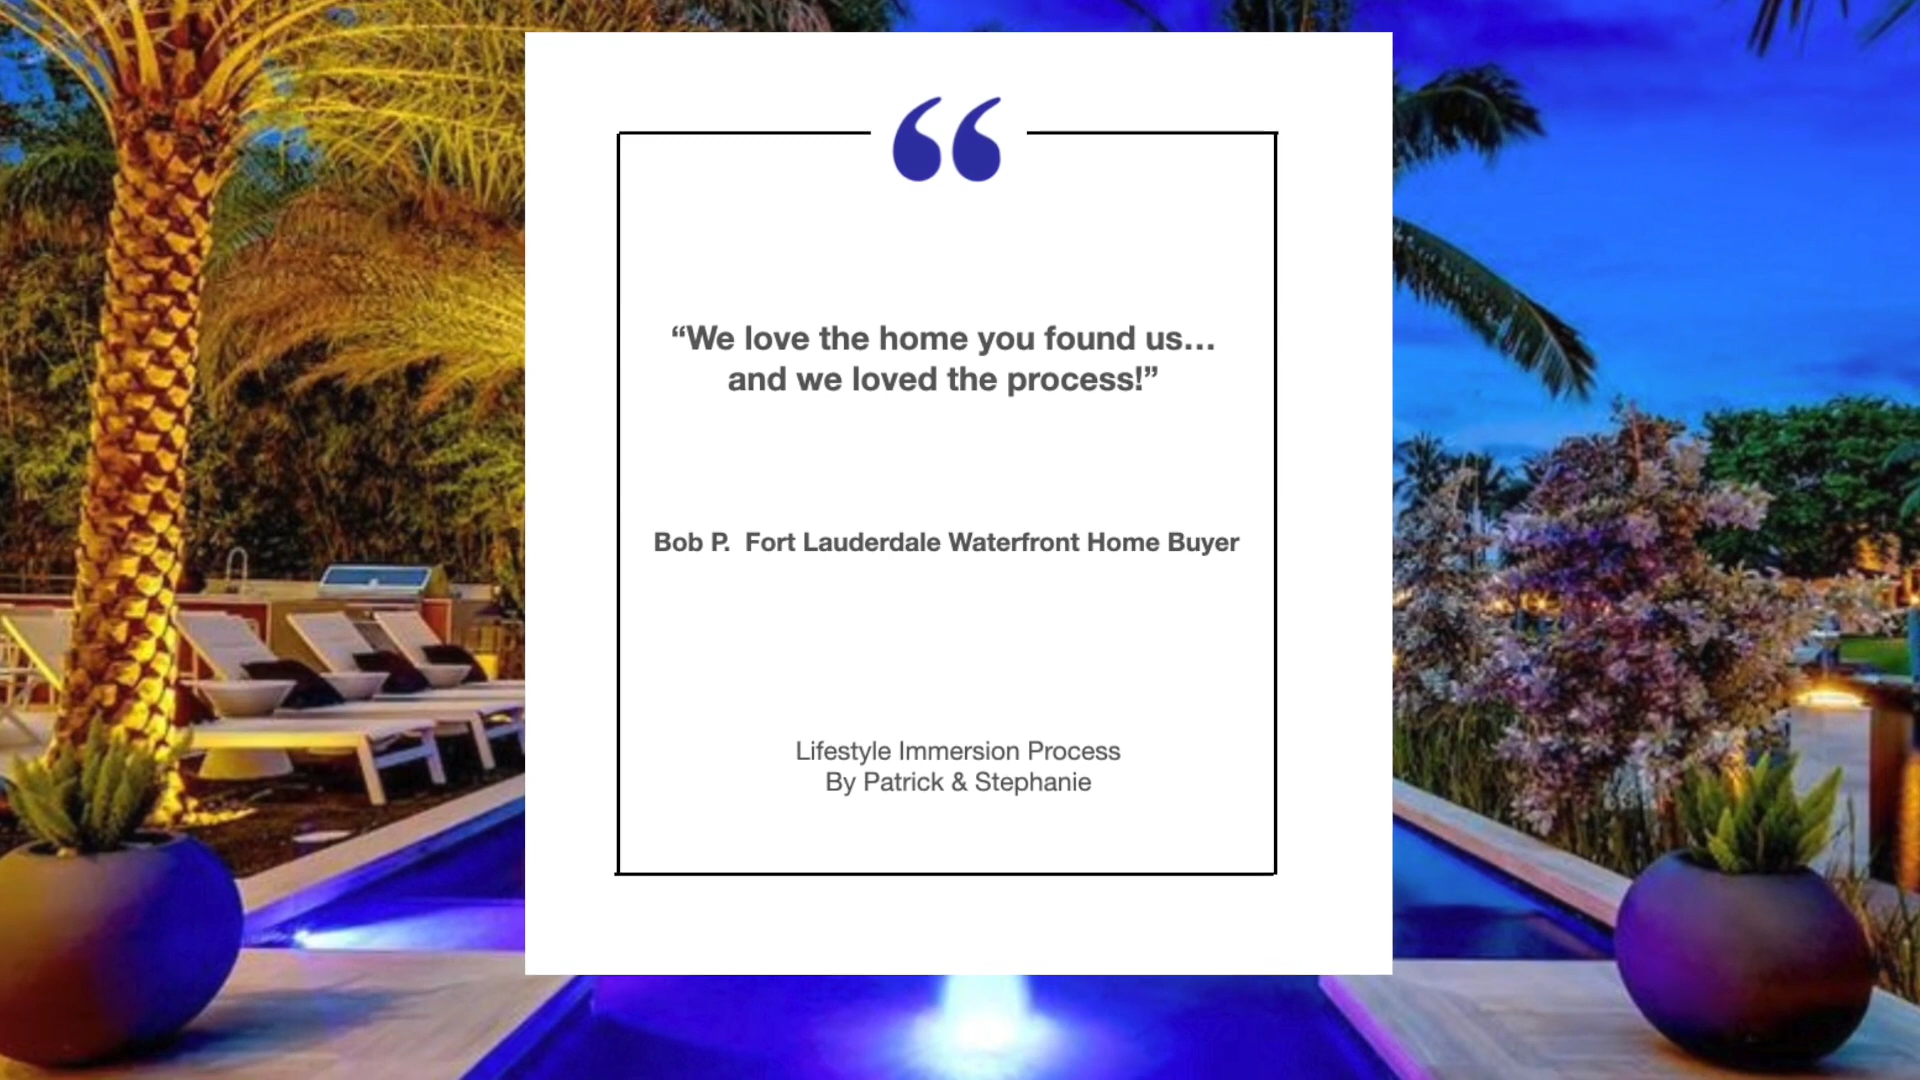 “We love the home you found us…
and we loved the process!”
Bob P.  Fort Lauderdale Waterfront Home Buyer
Lifestyle Immersion Process
By Patrick & Stephanie